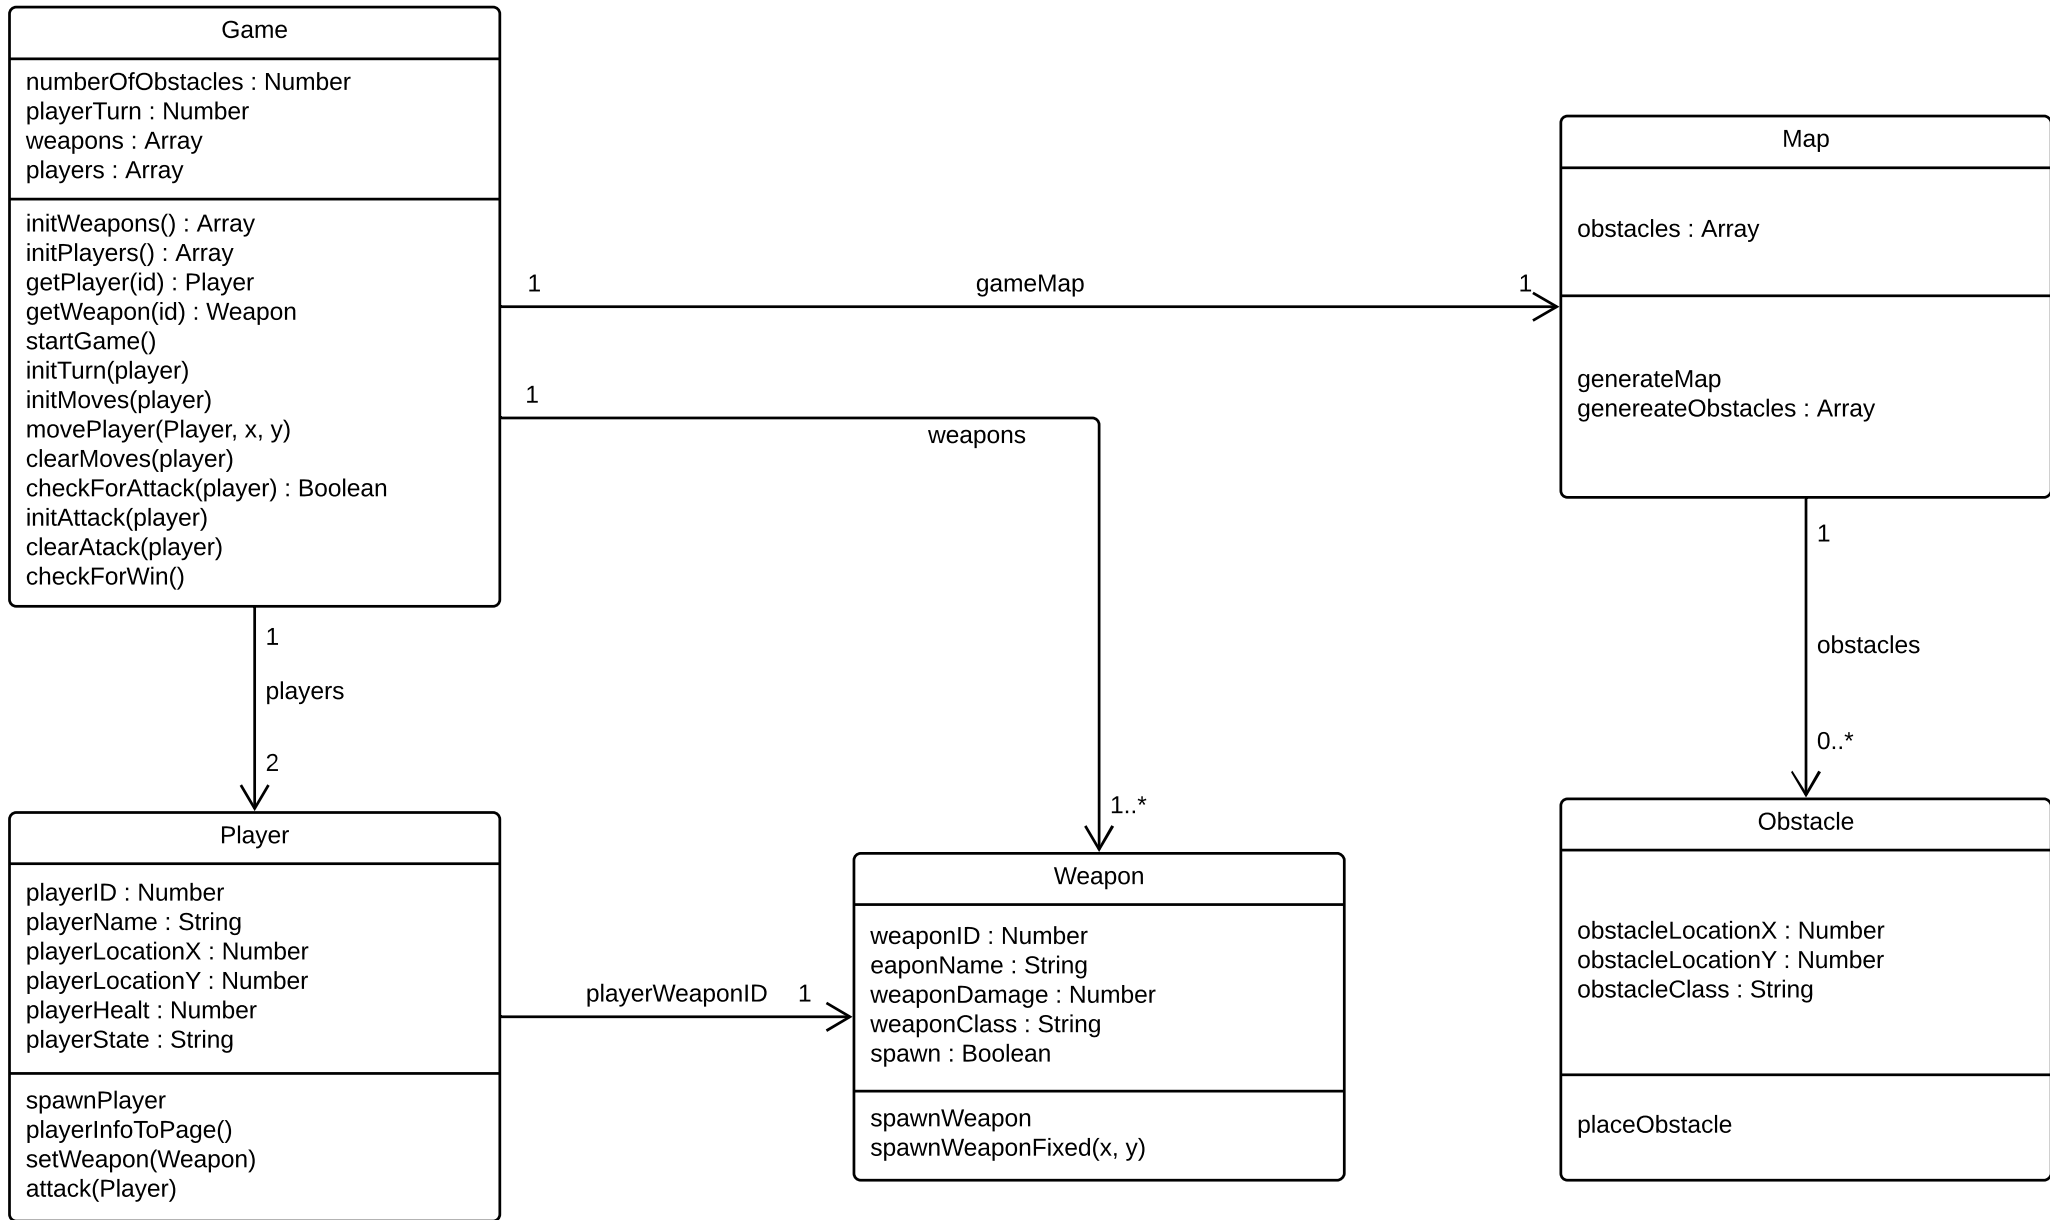 Game
numberOfObstacles : Number
playerTurn : Number
weapons : Array
players : Array
initWeapons() : Array
initPlayers() : Array
getPlayer(id) : Player
getWeapon(id) : Weapon
startGame()
initTurn(player)
initMoves(player)
movePlayer(Player, x, y)
clearMoves(player)
checkForAttack(player) : Boolean
initAttack(player)
clearAtack(player)
checkForWin()
1
gameMap
1
1
weapons
1..*
Map
obstacles : Array
generateMap
genereateObstacles : Array
1
obstacles
0..*
1
players
2
Player
playerID : Number
playerName : String
playerLocationX : Number
playerLocationY : Number
playerHealt : Number
playerState : String
spawnPlayer
playerInfoToPage()
setWeapon(Weapon)
attack(Player)
playerWeaponID
1
Weapon
weaponID : Number
eaponName : String
weaponDamage : Number
weaponClass : String
spawn : Boolean
spawnWeapon
spawnWeaponFixed(x, y)
Obstacle
obstacleLocationX : Number
obstacleLocationY : Number
obstacleClass : String
placeObstacle